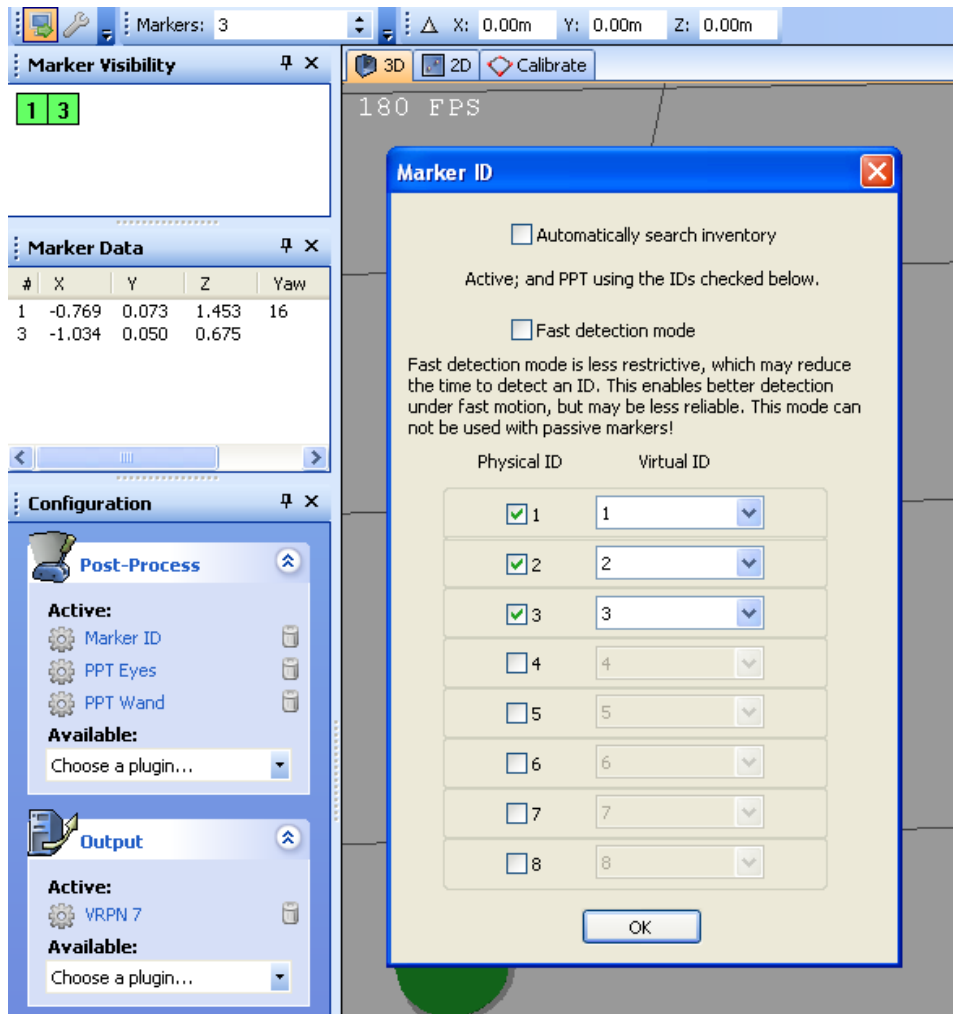 Markers: 3
X: 0.00m Y: 0.00m Z: 0.00m
Marker Visibility
1 3
Marker Data
# X Y Z Yaw
1 -0.769 0.073 1.453 16
3 -1.034 0.050 0.675
Configuration
Post-Process
Active:
Marker ID
PPT Eyes
PPT Wand
Available:
Choose a plugin...
Output
Active:
VRPN 7
Available:
Choose a plugin...
3D 2D Calibrate
180 FPS
Marker ID
Automatically search inventory
Active; and PPT using the IDs checked below.
Fast detection mode
Fast detection mode is less restrictive, which may reduce
the time to detect an ID. This enables better detection
under fast motion, but may be less reliable. This mode can
not be used with passive markers!
Physical ID Virtual ID
1 1
2 2
3 3
4 4
5 5
6 6
7 7
8 8
OK